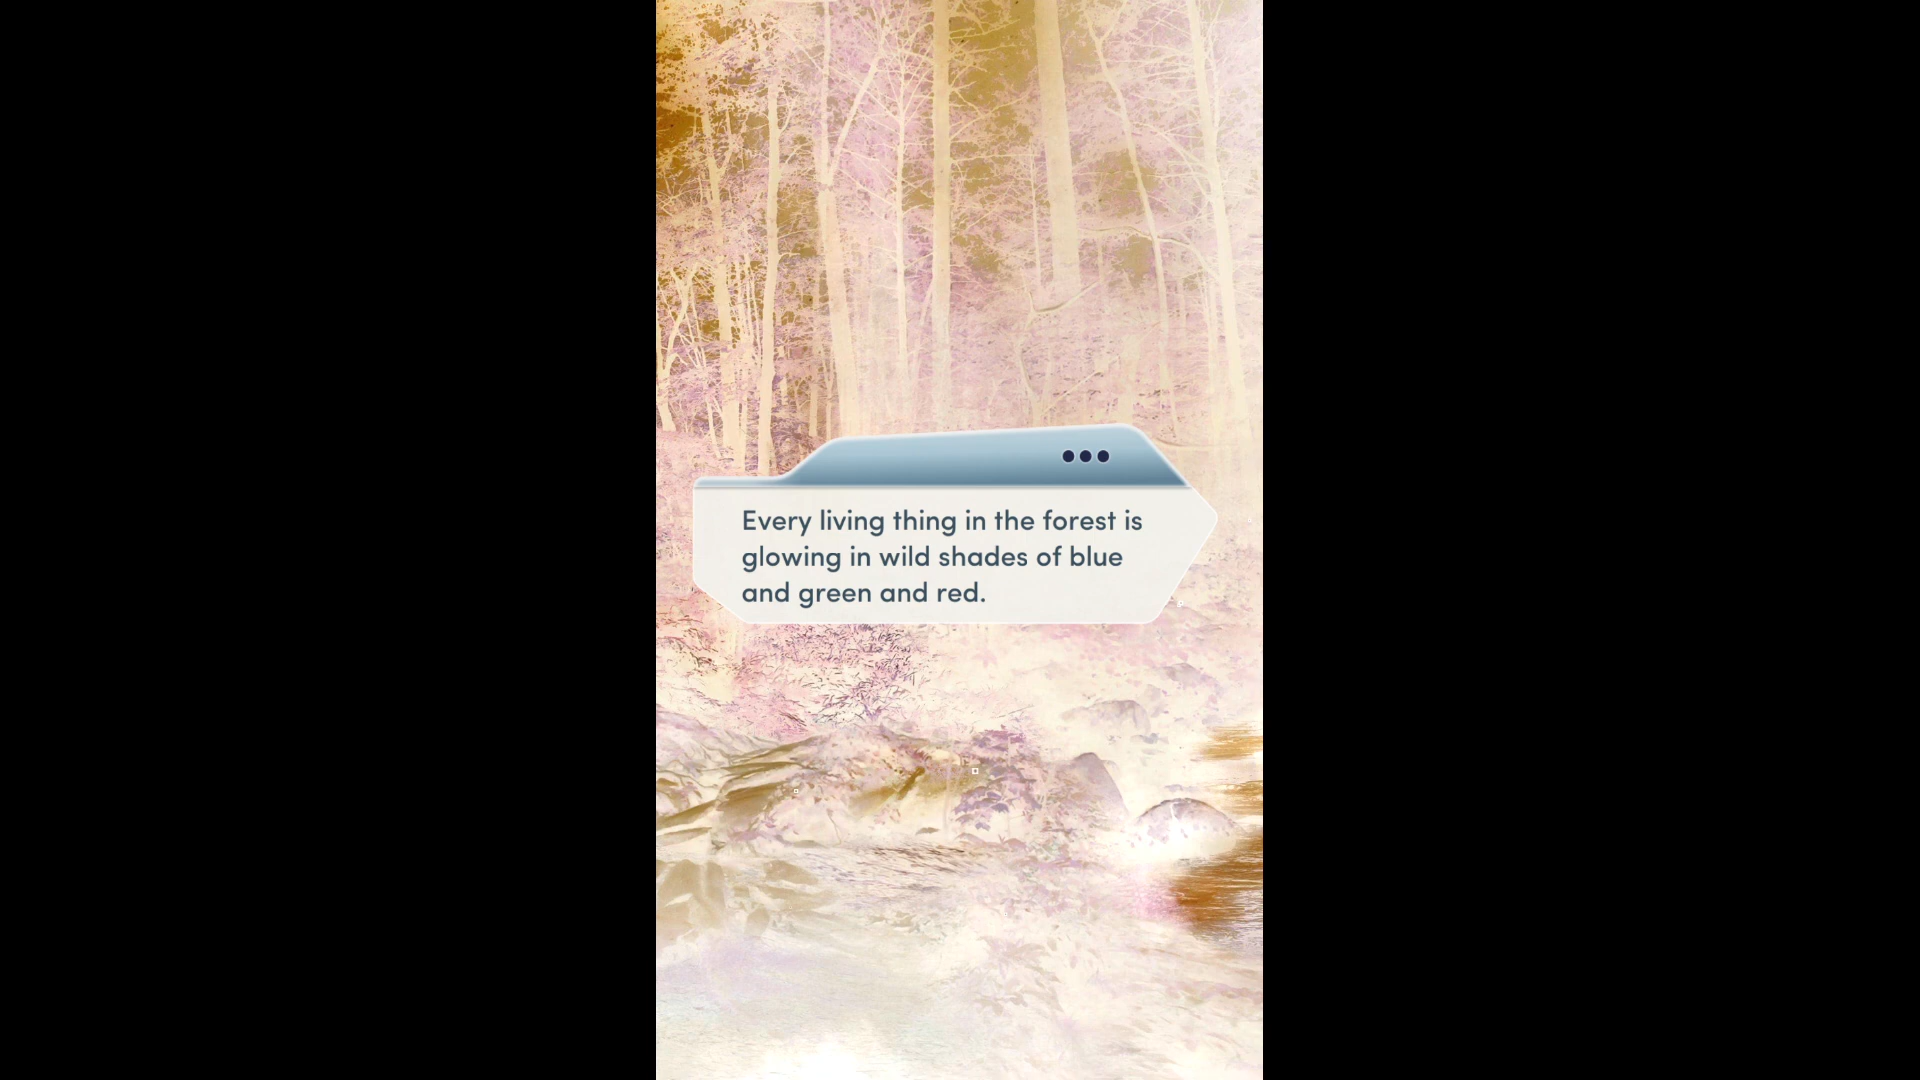 Every living thing in the forest is
glowing in wild shades of blue
and green and red.